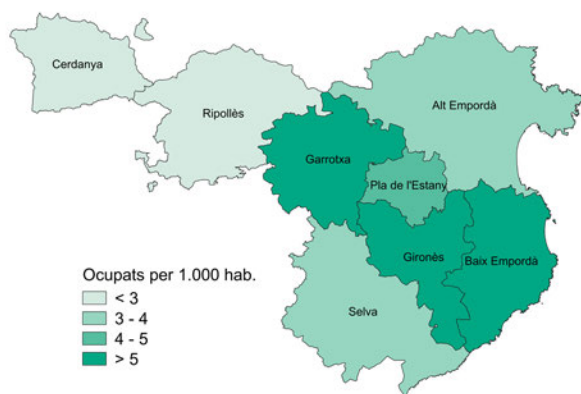 Cerdanya
Ripollès
Alt Empordà
Garrotxa
Pla de l'Estany
Gironès
Baix Empordà
Selva
Ocupats per 1.000 hab.
< 3
3 - 4
4 - 5
> 5